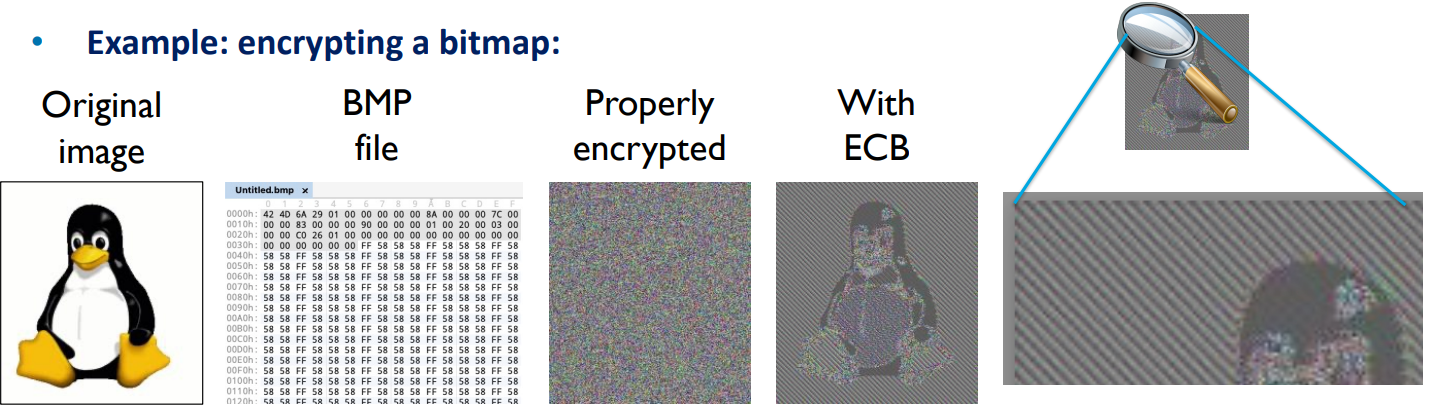 • Example: encrypting a bitmap:
Original
image
BMP
file
Properly
encrypted
With
ECB
Untitled.bmp ×
0 1 2 3 4 5 6 7 8 9 A B C D E F
0000h: 42 4D 6A 29 01 00 00 00 00 00 8A 00 00 00 7C 00
0010h: 00 00 83 00 00 00 90 00 00 00 01 00 20 00 03 00
0020h: 00 00 C0 26 01 00 00 00 00 00 00 00 00 00 00 00
0030h: 00 00 00 00 00 00 FF 58 58 58 FF 58 58 58 FF 58
0040h: 58 58 FF 58 58 58 FF 58 58 58 FF 58 58 58 FF 58
0050h: 58 58 FF 58 58 58 FF 58 58 58 FF 58 58 58 FF 58
0060h: 58 58 FF 58 58 58 FF 58 58 58 FF 58 58 58 FF 58
0070h: 58 58 FF 58 58 58 FF 58 58 58 FF 58 58 58 FF 58
0080h: 58 58 FF 58 58 58 FF 58 58 58 FF 58 58 58 FF 58
0090h: 58 58 FF 58 58 58 FF 58 58 58 FF 58 58 58 FF 58
00A0h: 58 58 FF 58 58 58 FF 58 58 58 FF 58 58 58 FF 58
00B0h: 58 58 FF 58 58 58 FF 58 58 58 FF 58 58 58 FF 58
00C0h: 58 58 FF 58 58 58 FF 58 58 58 FF 58 58 58 FF 58
00D0h: 58 58 FF 58 58 58 FF 58 58 58 FF 58 58 58 FF 58
00E0h: 58 58 FF 58 58 58 FF 58 58 58 FF 58 58 58 FF 58
00F0h: 58 58 FF 58 58 58 FF 58 58 58 FF 58 58 58 FF 58
0100h: 58 58 FF 58 58 58 FF 58 58 58 FF 58 58 58 FF 58
0110h: 58 58 FF 58 58 58 FF 58 58 58 FF 58 58 58 FF 58
0120h: 58 58 FF 58 58 58 FF 58 58 58 FF 58 58 58 FF 58